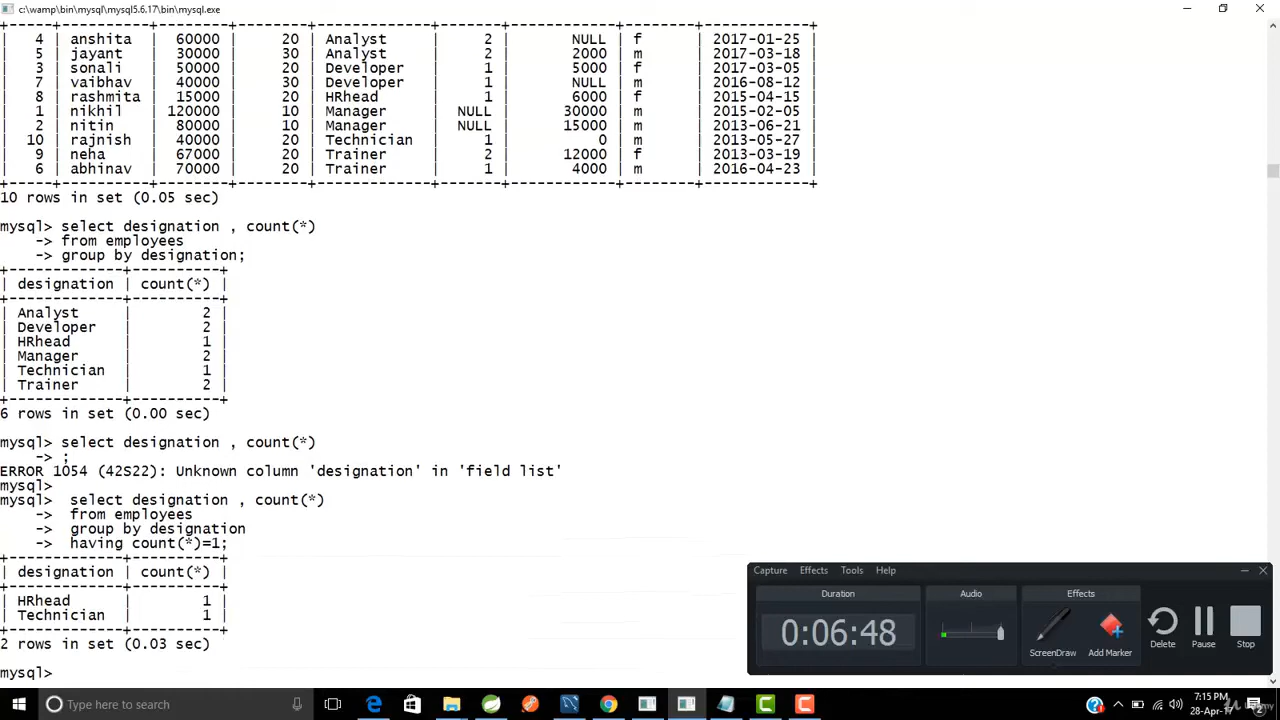 c:\wamp\bin\mysql\mysql5.6.17\bin\mysql.exe
+------+----------+--------+---------+-------------+-------+------------+---------+------------+
| 4 | anshita | 60000 | 20 | Analyst | 2 | NULL | f | 2017-01-25 |
| 5 | jayant | 30000 | 30 | Analyst | 2 | 2000 | m | 2017-03-18 |
| 3 | sonali | 50000 | 20 | Developer | 1 | 5000 | f | 2017-03-05 |
| 7 | vaibhav | 40000 | 30 | Developer | 1 | NULL | m | 2016-08-12 |
| 8 | rashmita | 15000 | 20 | HRhead | 1 | 6000 | f | 2015-04-15 |
| 1 | nikhil | 120000 | 10 | Manager | NULL | 30000 | m | 2015-02-05 |
| 2 | nitin | 80000 | 10 | Manager | NULL | 15000 | m | 2013-06-21 |
| 10 | rajnish | 40000 | 20 | Technician | 1 | 0 | m | 2013-05-27 |
| 9 | neha | 67000 | 20 | Trainer | 2 | 12000 | f | 2013-03-19 |
| 6 | abhinav | 70000 | 20 | Trainer | 1 | 4000 | m | 2016-04-23 |
+------+----------+--------+---------+-------------+-------+------------+---------+------------+
10 rows in set (0.05 sec)
mysql> select designation , count(*)
-> from employees
-> group by designation;
+-------------+----------+
| designation | count(*) |
+-------------+----------+
| Analyst | 2 |
| Developer | 2 |
| HRhead | 1 |
| Manager | 2 |
| Technician | 1 |
| Trainer | 2 |
+-------------+----------+
6 rows in set (0.00 sec)
mysql> select designation , count(*)
-> ;
ERROR 1054 (42S22): Unknown column 'designation' in 'field list'
mysql>
mysql> select designation , count(*)
-> from employees
-> group by designation
-> having count(*)=1;
+-------------+----------+
| designation | count(*) |
+-------------+----------+
| HRhead | 1 |
| Technician | 1 |
+-------------+----------+
2 rows in set (0.03 sec)
mysql>
Capture Effects Tools Help
Duration Audio Effects
0:06:48
ScreenDraw Add Marker Delete Pause Stop
I'm Cortana. Ask me anything.
7:15 PM
28-Apr-17